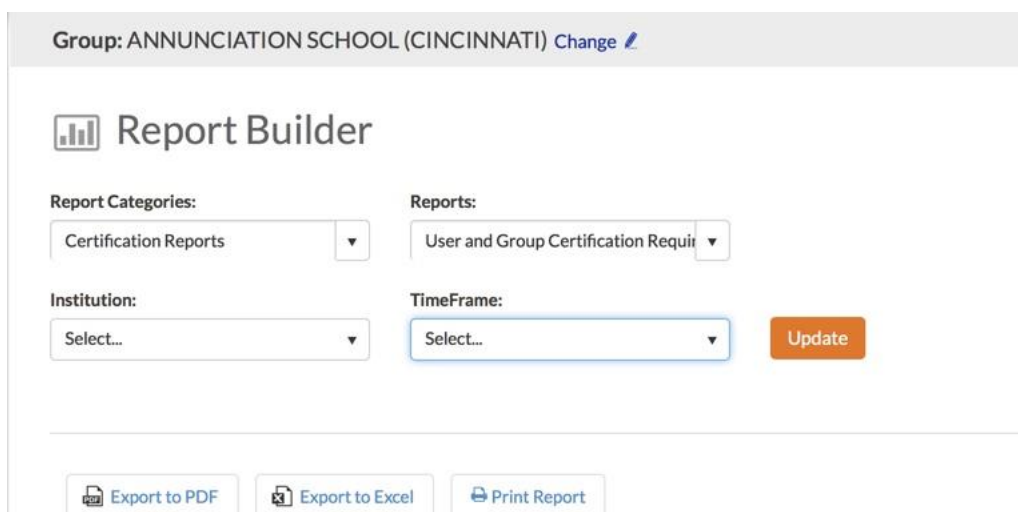 Group: ANNUNCIATION SCHOOL (CINCINNATI) Change
Report Builder
Report Categories: Reports:
Certification Reports User and Group Certification Requir
Institution: TimeFrame:
Select... Select... Update
PDF Export to PDF Export to Excel Print Report